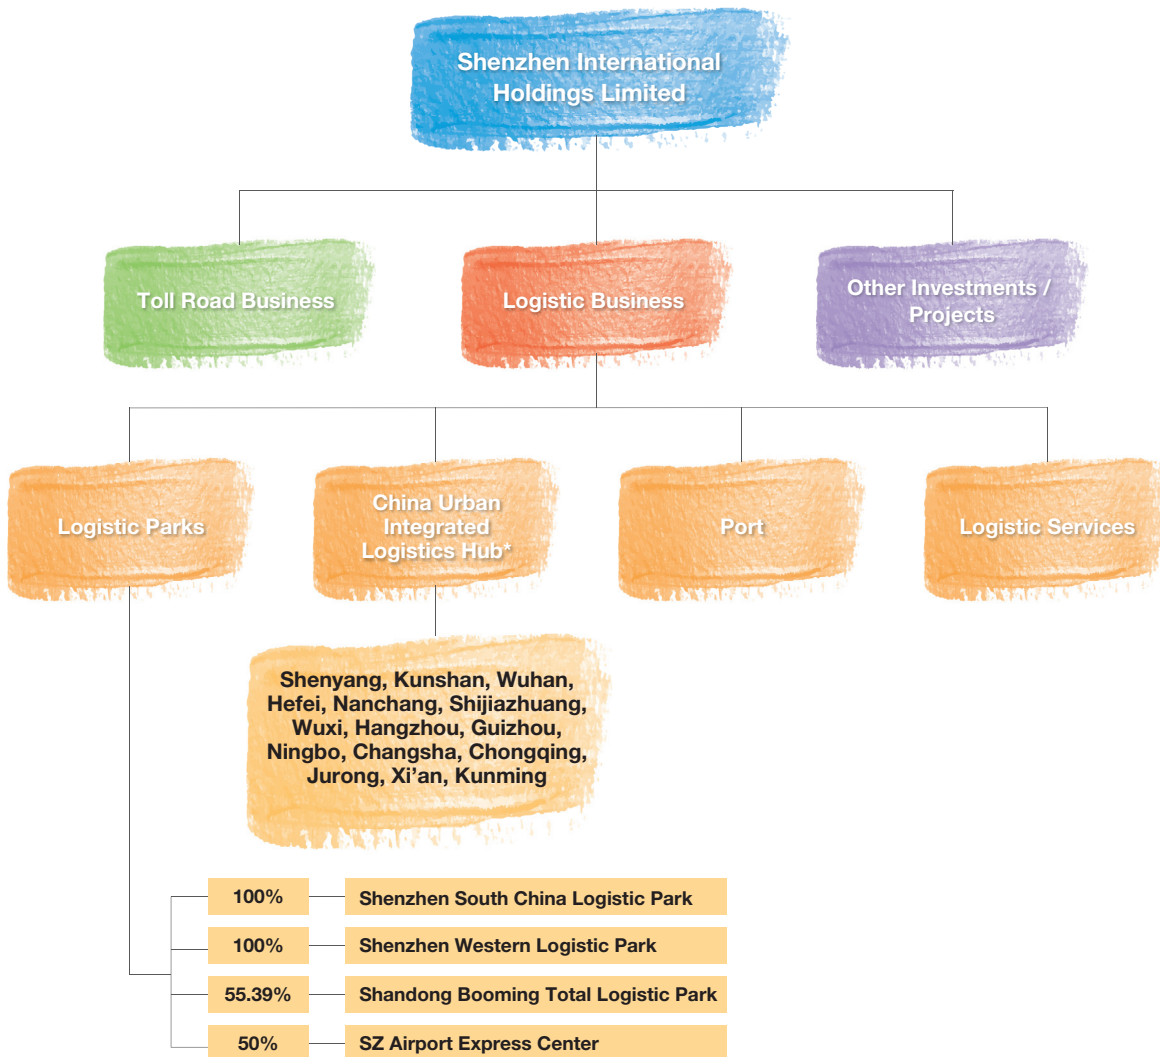 Shenzhen International
Holdings Limited
Toll Road Business
Logistic Business
Other Investments /
Projects
Logistic Parks
China Urban
Integrated
Logistics Hub*
Port
Logistic Services
Shenyang, Kunshan, Wuhan,
Hefei, Nanchang, Shijiazhuang,
Wuxi, Hangzhou, Guizhou,
Ningbo, Changsha, Chongqing,
Jurong, Xi’an, Kunming
100% Shenzhen South China Logistic Park
100% Shenzhen Western Logistic Park
55.39% Shandong Booming Total Logistic Park
50% SZ Airport Express Center